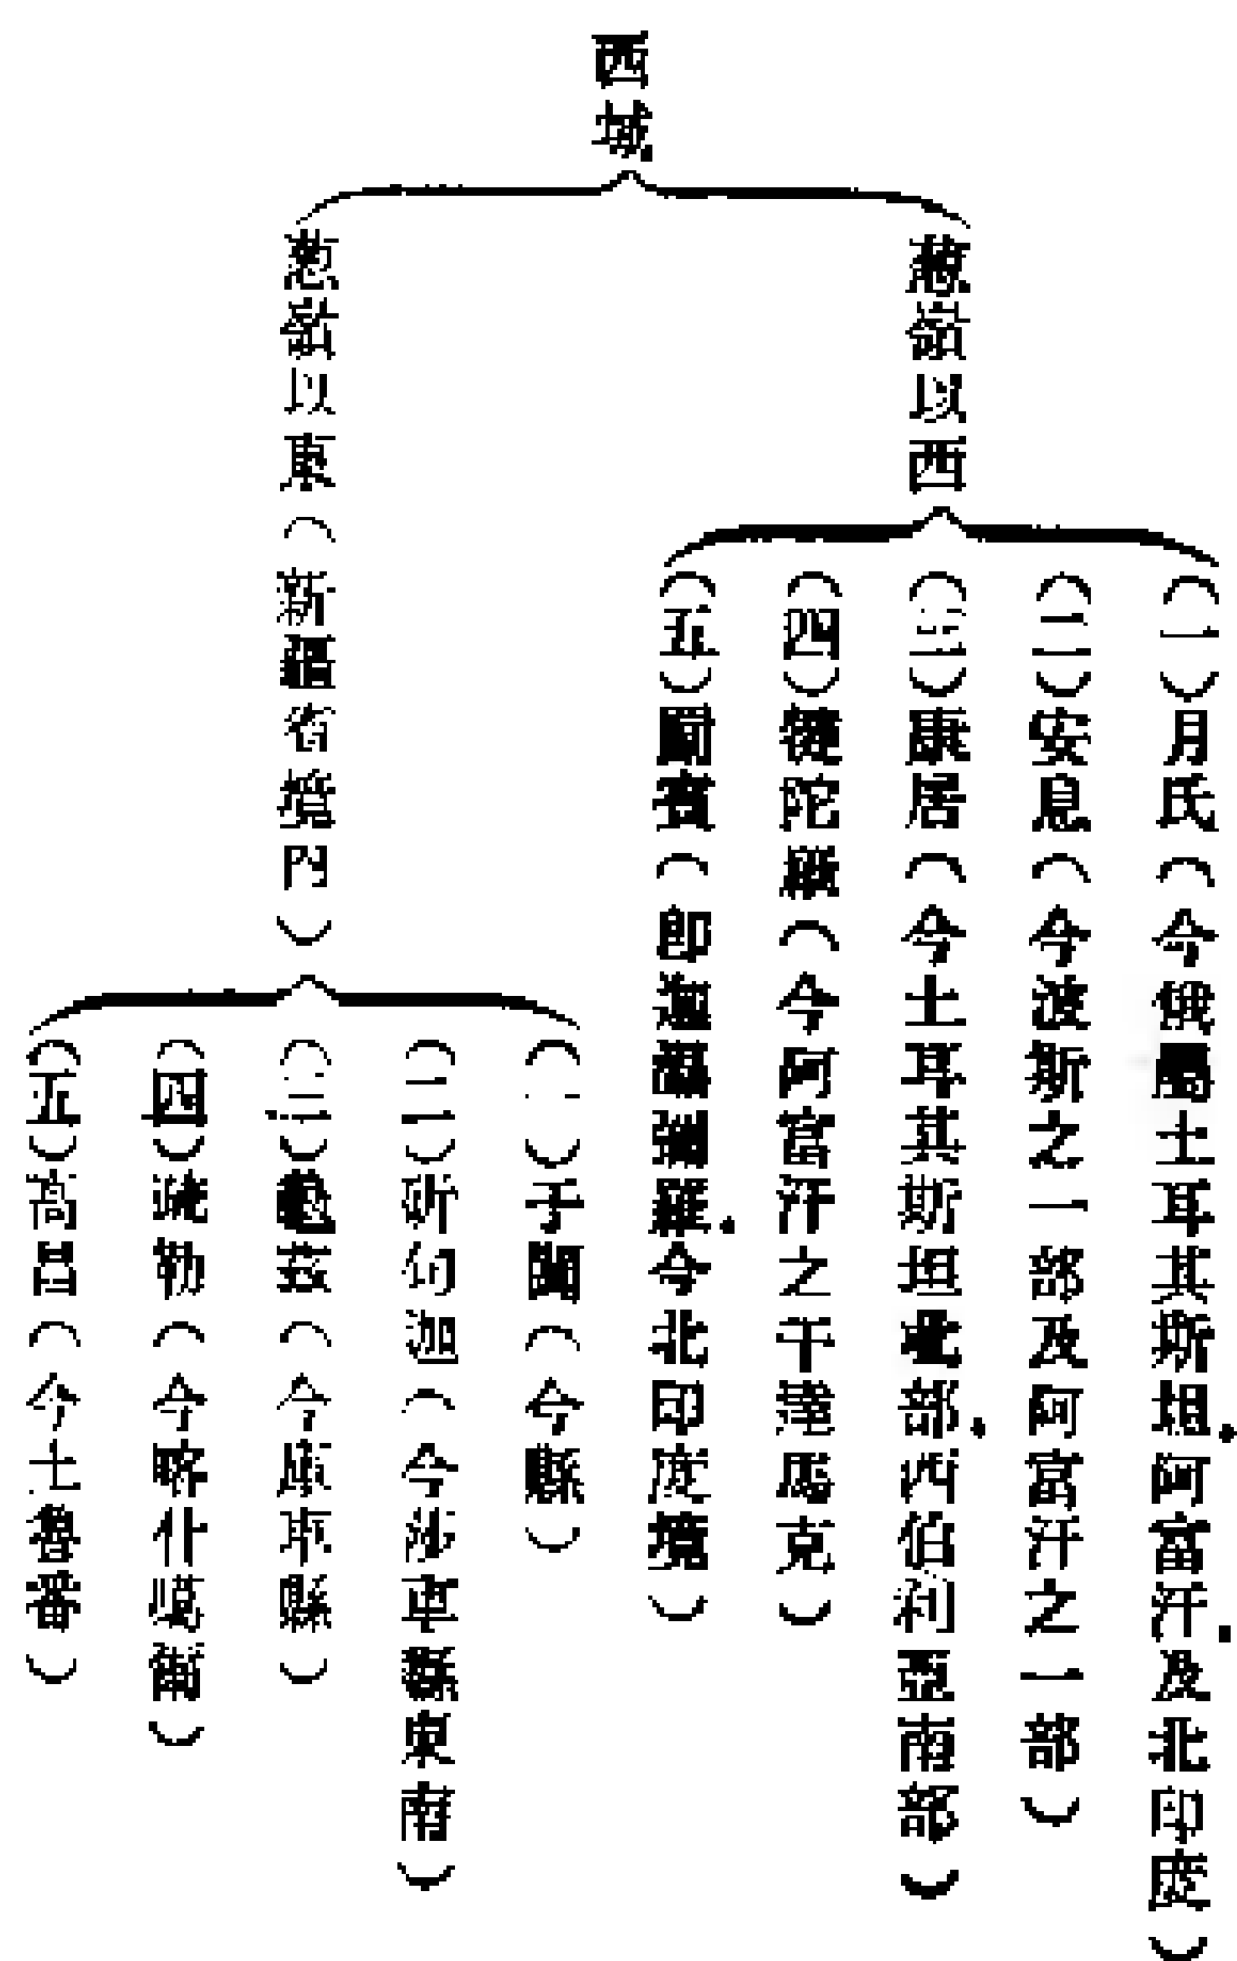 西域
葱嶺以西
(一)月氏(今俄屬土耳其斯坦.阿富汗.及北印度)
(二)安息(今波斯之一部及阿富汗之一部)
(三)康居(今土耳其斯坦北部.西伯利亞南部)
(四)犍陀羅(今阿富汗之干達馬克)
(五)罽賓(即迦濕彌羅.今北印度境)
葱嶺以東(新疆省境內)
(一)于闐(今縣)
(二)斫句迦(今莎車縣東南)
(三)龜茲(今庫車縣)
(四)疏勒(今喀什噶爾)
(五)高昌(今土魯番)